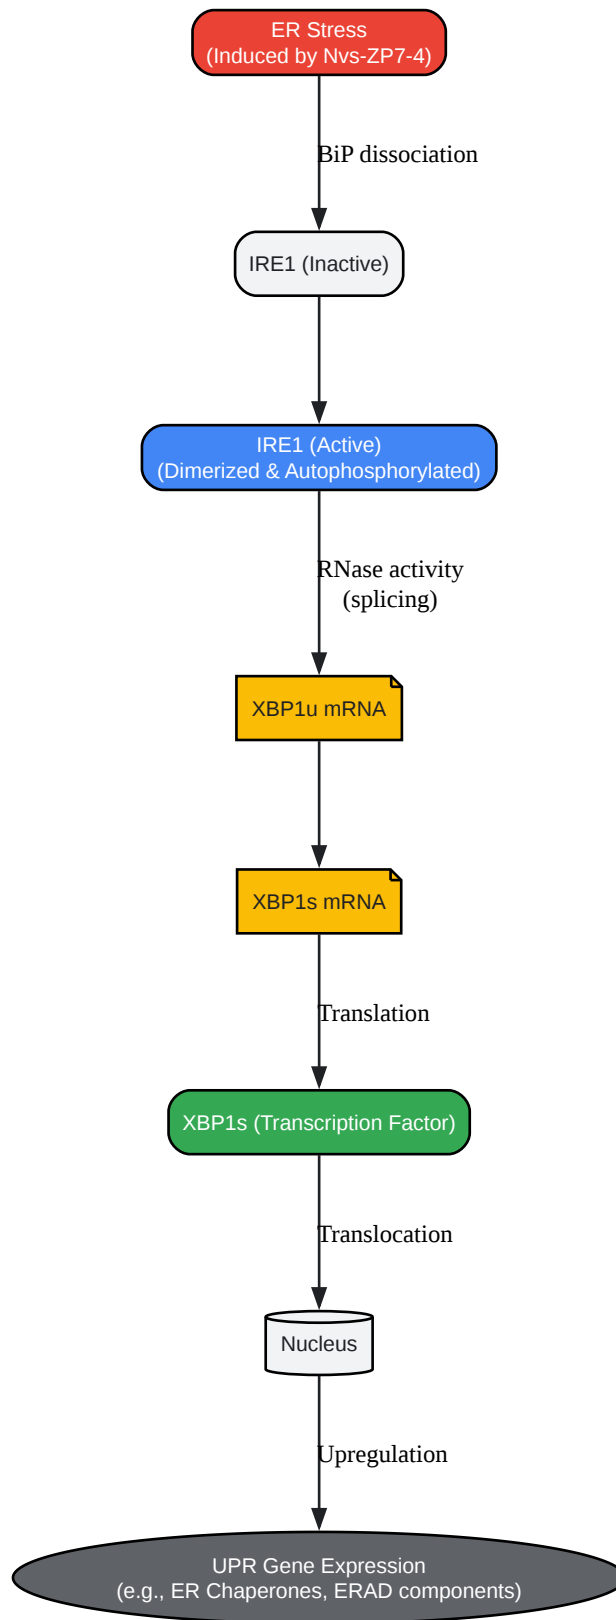 ER Stress
(Induced by Nvs-ZP7-4)
BiP dissociation
IRE1 (Inactive)
IRE1 (Active)
(Dimerized & Autophosphorylated)
RNase activity
(splicing)
XBP1u mRNA
XBP1s mRNA
Translation
XBP1s (Transcription Factor)
Translocation
Nucleus
Upregulation
UPR Gene Expression
(e.g., ER Chaperones, ERAD components)